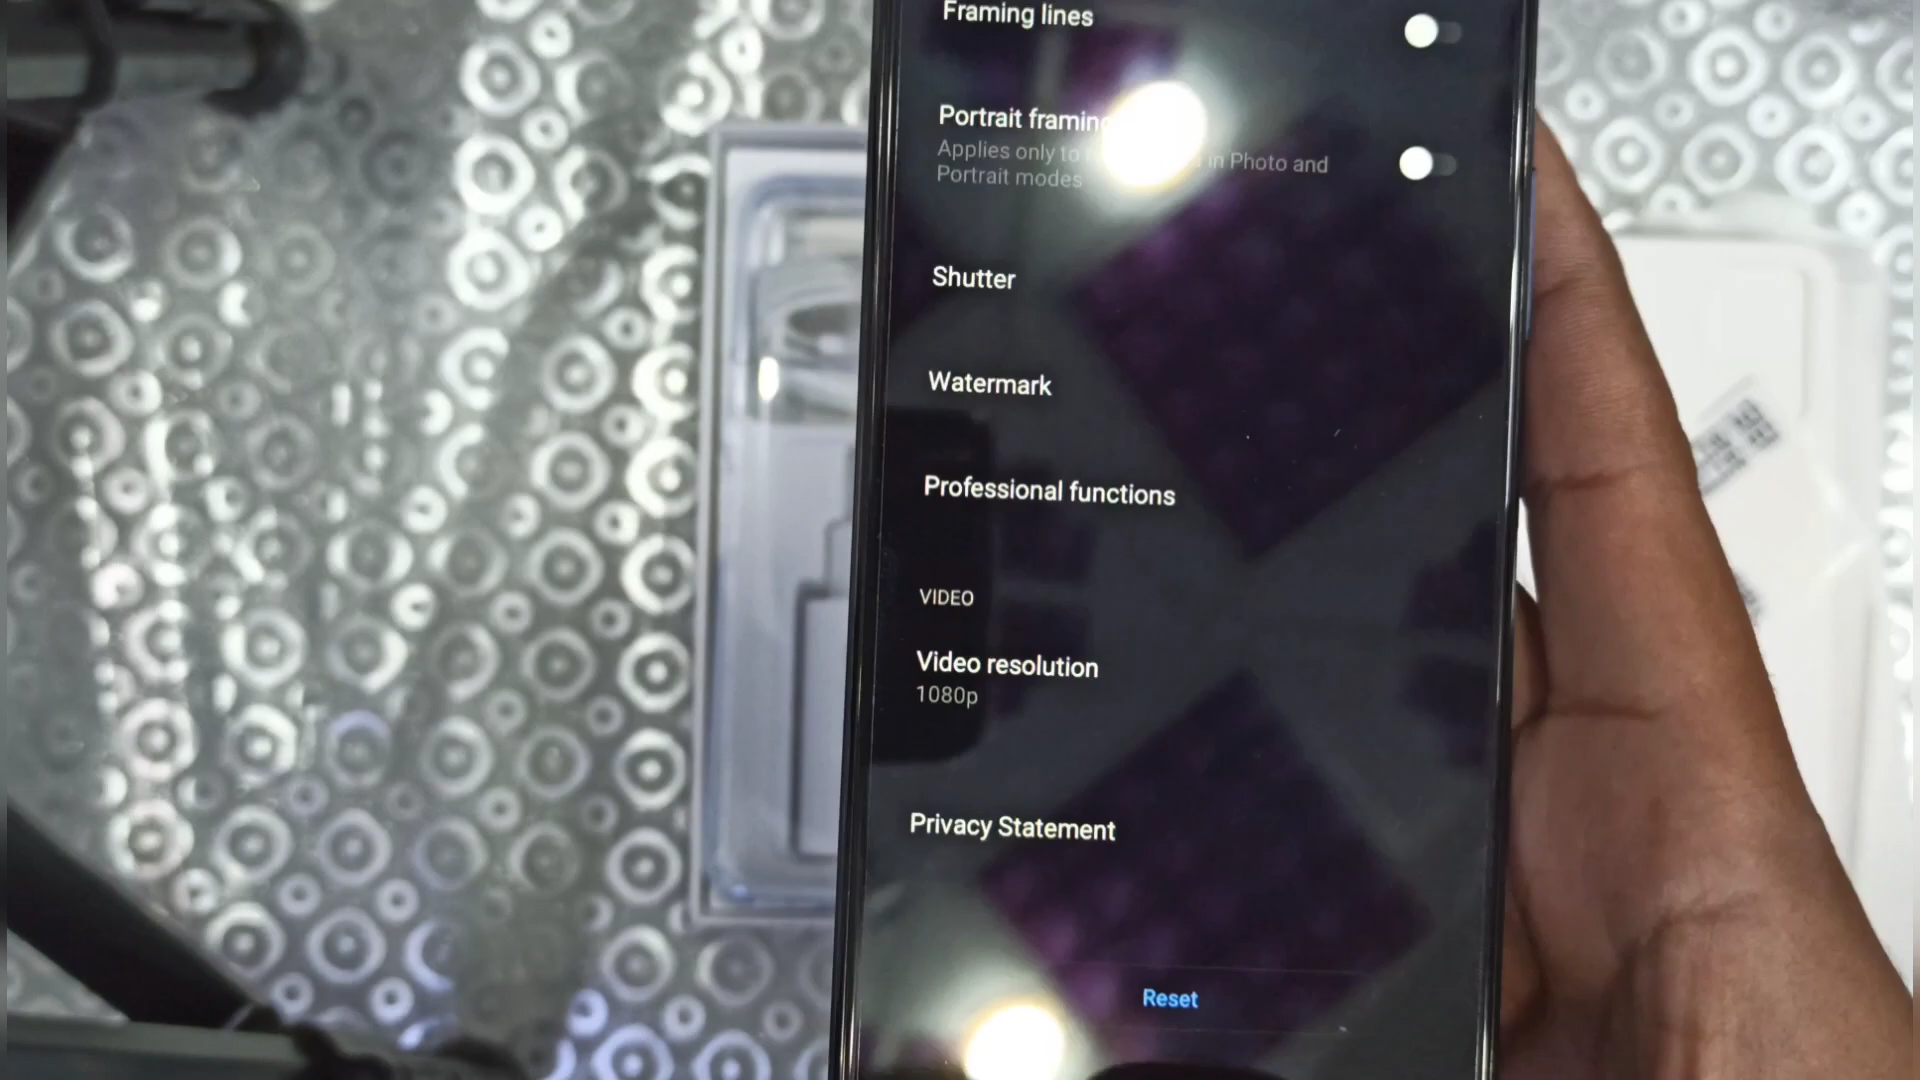 Framing lines
Portrait framing
Applies only to in Photo and
Portrait modes
Shutter
Watermark
Professional functions
VIDEO
Video resolution
1080p
Privacy Statement
Reset